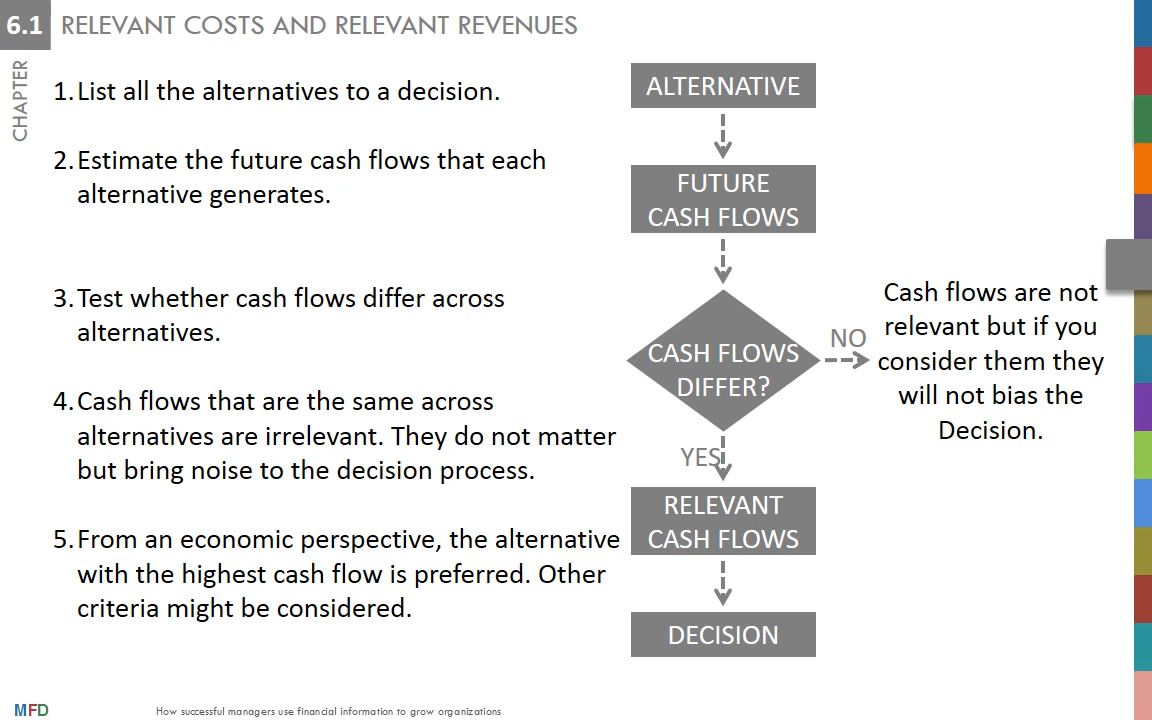 6.1 RELEVANT COSTS AND RELEVANT REVENUES
CHAPTER
1. List all the alternatives to a decision.
2. Estimate the future cash flows that each
alternative generates.
3. Test whether cash flows differ across
alternatives.
4. Cash flows that are the same across
alternatives are irrelevant. They do not matter
but bring noise to the decision process.
5. From an economic perspective, the alternative
with the highest cash flow is preferred. Other
criteria might be considered.
ALTERNATIVE
FUTURE
CASH FLOWS
CASH FLOWS
DIFFER?
NO
Cash flows are not
relevant but if you
consider them they
will not bias the
Decision.
YES
RELEVANT
CASH FLOWS
DECISION
MFD
How successful managers use financial information to grow organizations